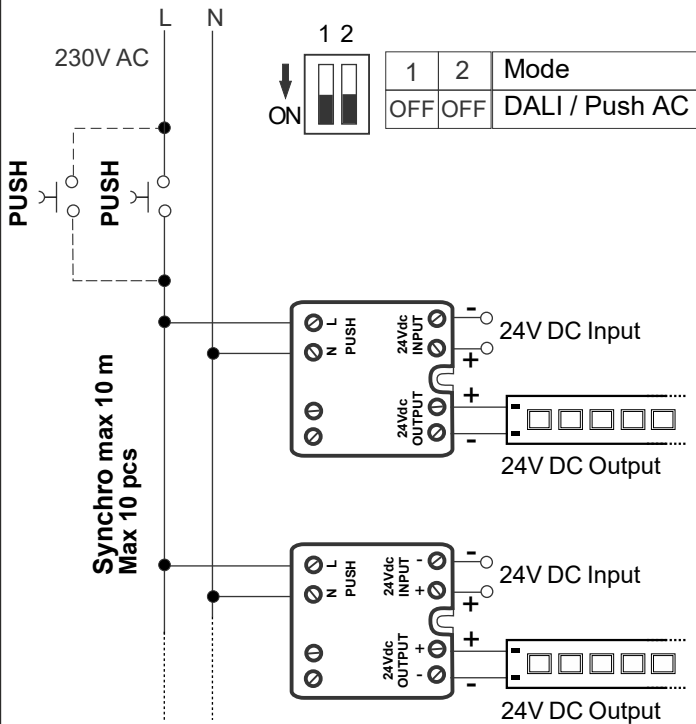 L N
230V AC
1 2
ON
1 2 Mode
OFF OFF DALI / Push AC
PUSH
PUSH
L
N
PUSH
24Vdc
INPUT
-
+
24V DC Input
24Vdc
OUTPUT
+
-
24V DC Output
Synchro max 10 m
Max 10 pcs
L
N
PUSH
24Vdc
INPUT
- +
-
+
24V DC Input
24Vdc
OUTPUT
+ -
+
-
24V DC Output